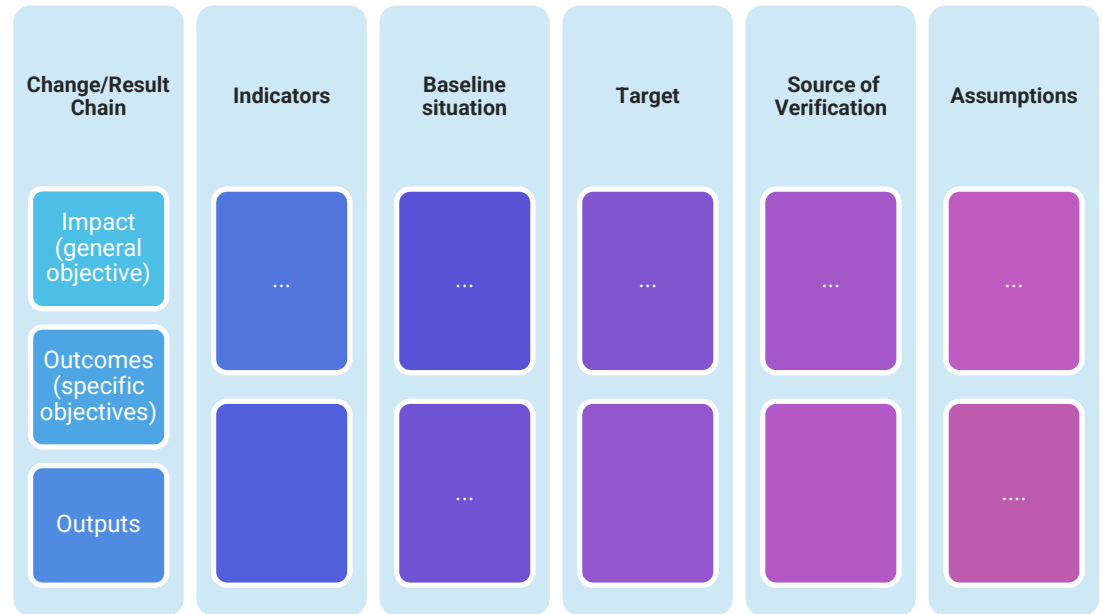 Change/Result
Chain
Indicators
Baseline
situation
Target
Source of
Verification
Assumptions
Impact
(general
objective)
Outcomes
(specific
objectives)
Outputs
...
...
...
...
...
...
....